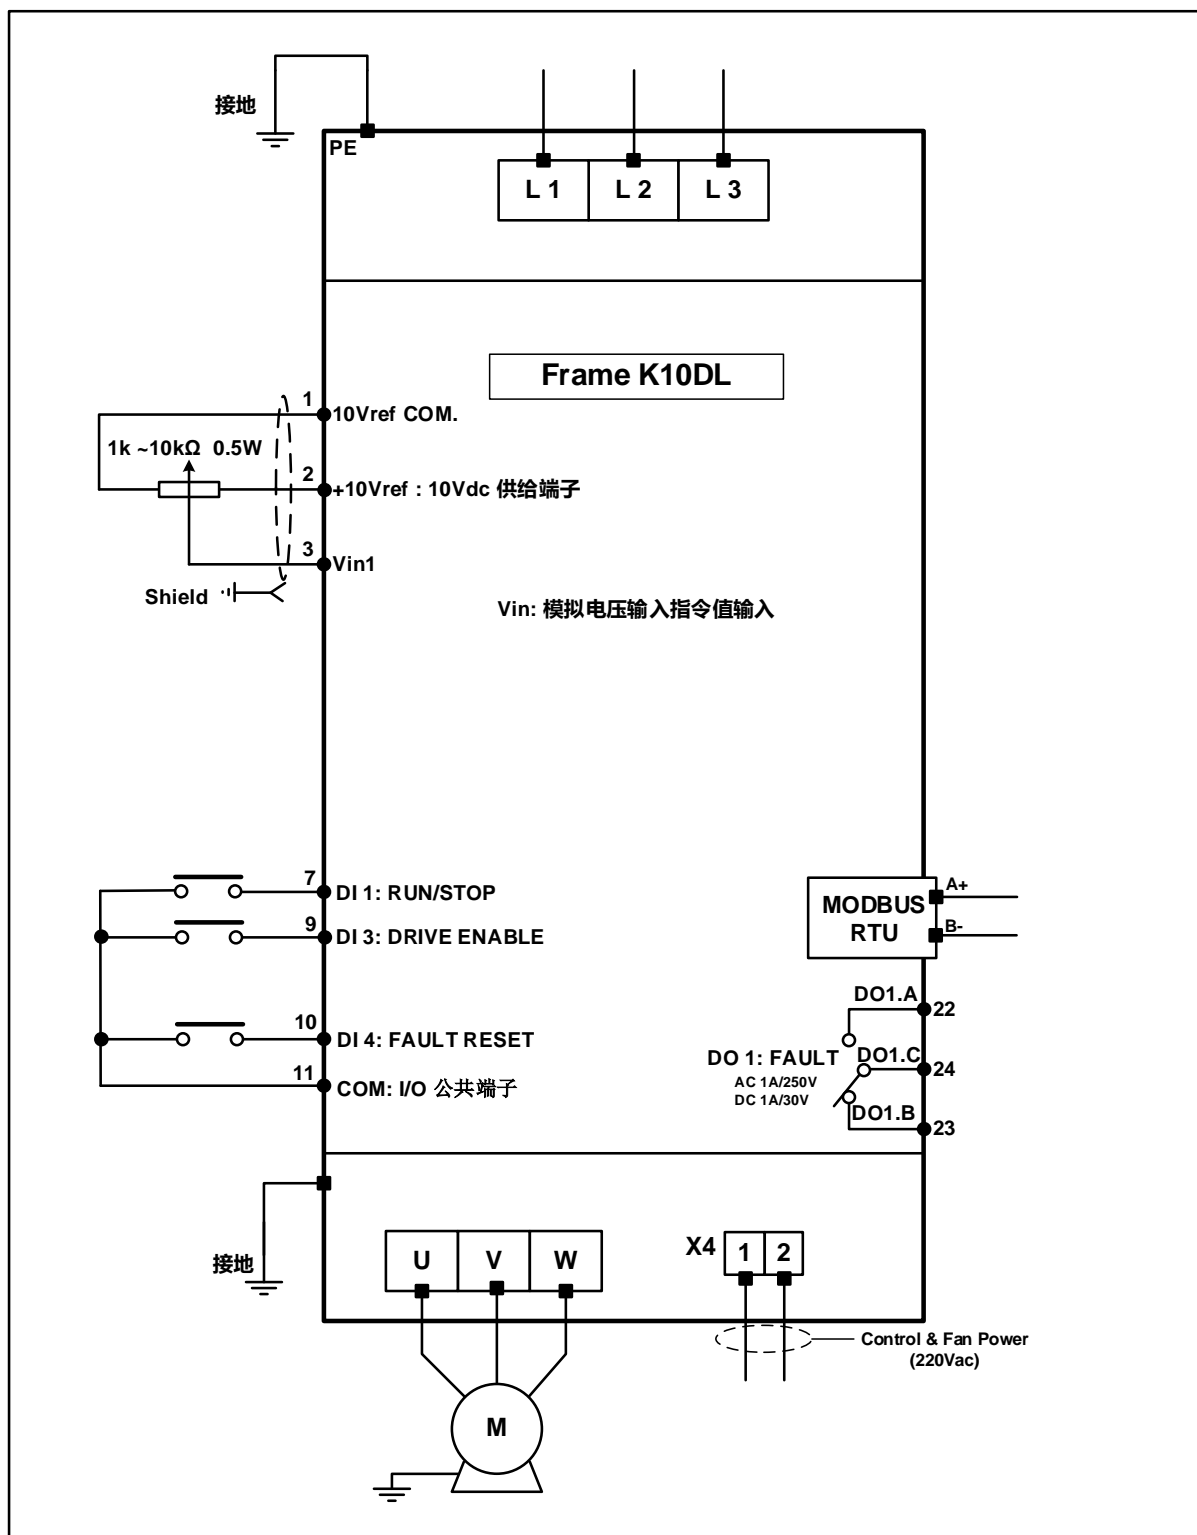 接地
PE
L 1 L 2 L 3
Frame K10DL
1 10Vref COM.
1k ~10kΩ 0.5W
2 +10Vref : 10Vdc 供给端子
3 Vin1
Shield
Vin: 模拟电压输入指令值输入
7 DI 1: RUN/STOP
9 DI 3: DRIVE ENABLE
10 DI 4: FAULT RESET
11 COM: I/O 公共端子
MODBUS
RTU
A+
B-
DO1.A 22
DO 1: FAULT DO1.C 24
AC 1A/250V
DC 1A/30V
DO1.B 23
接地
U V W
X4 1 2
Control & Fan Power
(220Vac)
M